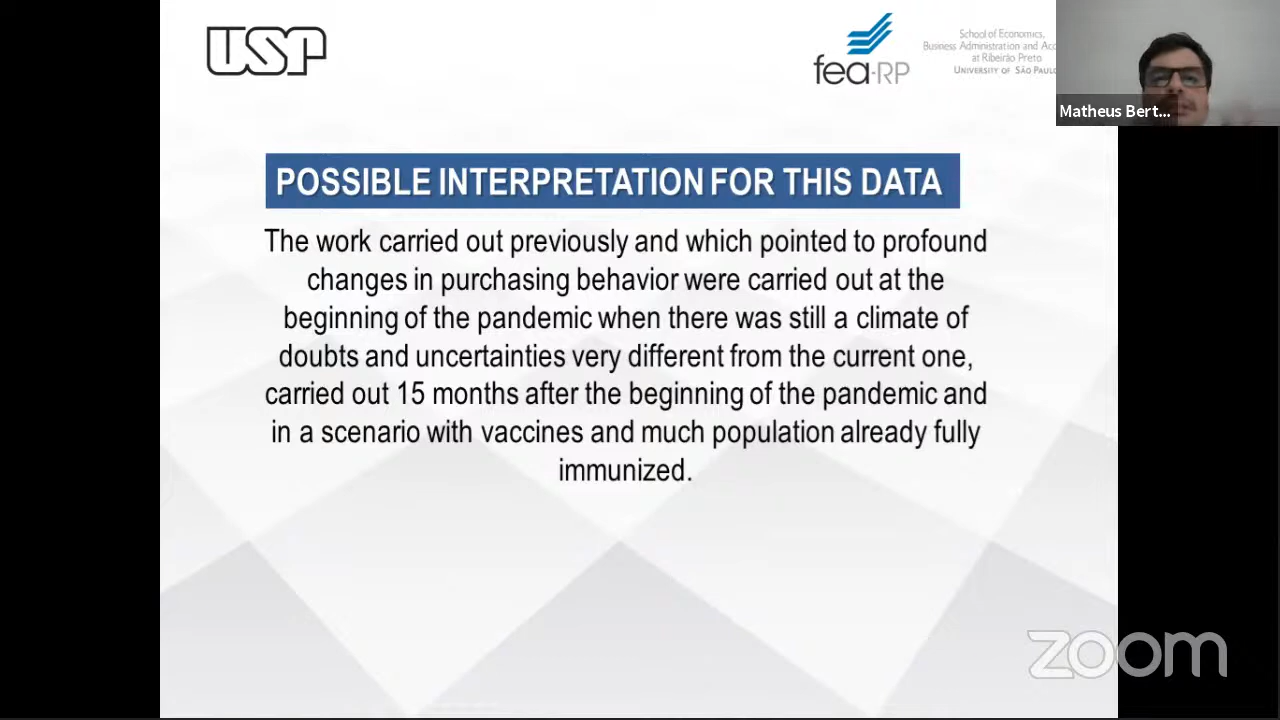 USP
fea-RP
School of Economics,
Business Administration and Acc
at Ribeirão Preto
UNIVERSITY OF SÃO PAULO
Matheus Bert...
POSSIBLE INTERPRETATION FOR THIS DATA
The work carried out previously and which pointed to profound
changes in purchasing behavior were carried out at the
beginning of the pandemic when there was still a climate of
doubts and uncertainties very different from the current one,
carried out 15 months after the beginning of the pandemic and
in a scenario with vaccines and much population already fully
immunized.
zoom